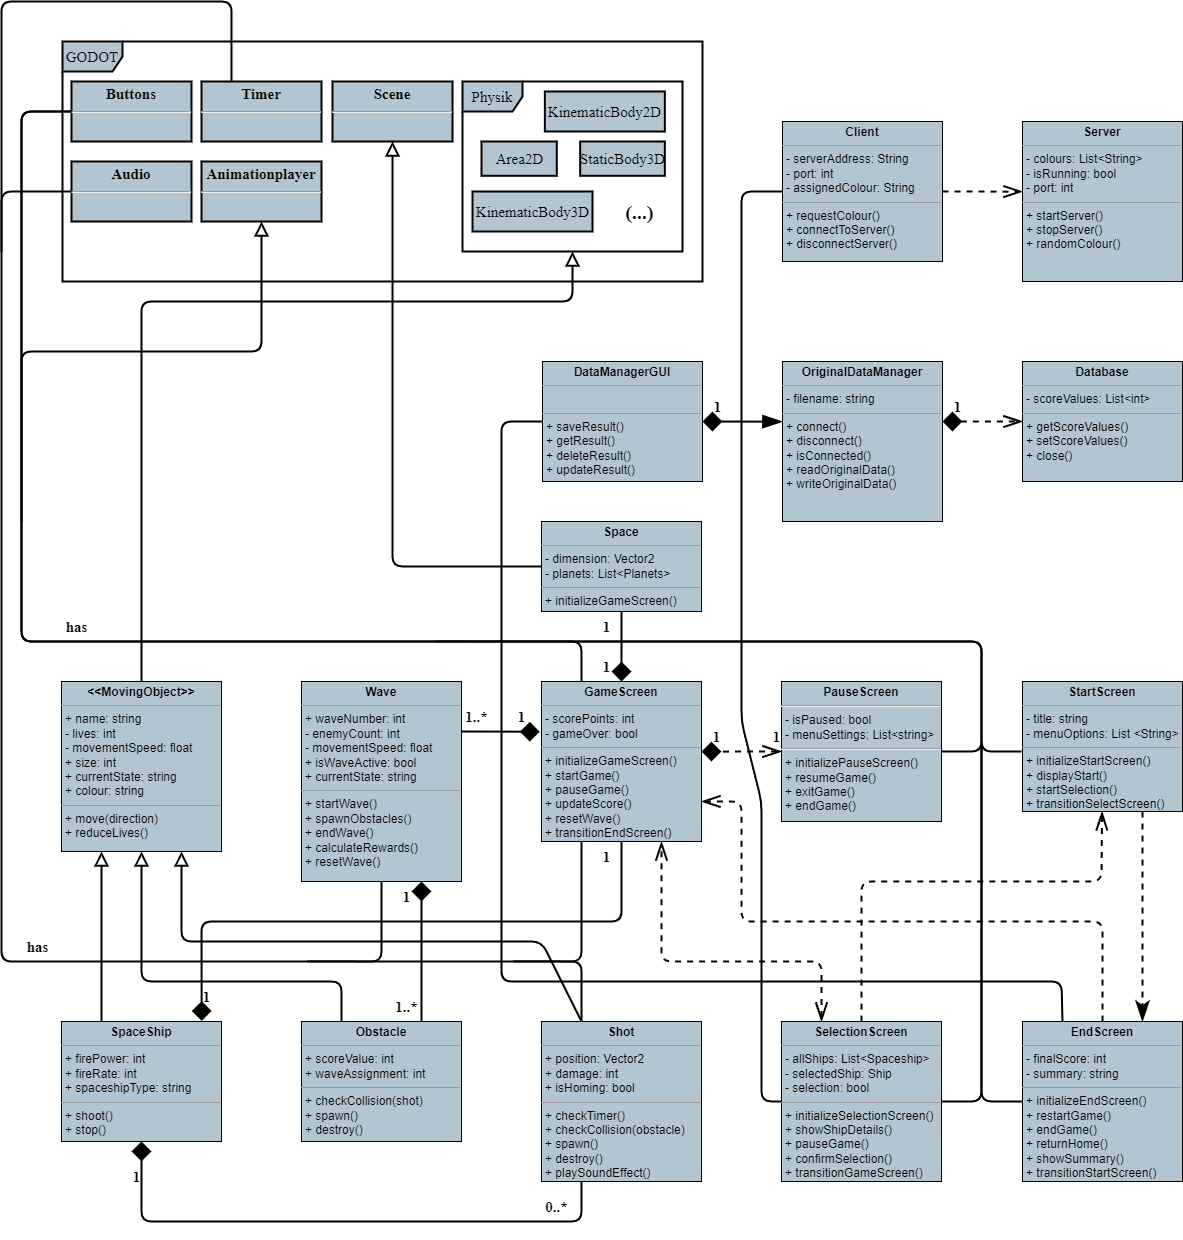 GODOT
Buttons
Timer
Scene
Physik
KinematicBody2D
Area2D
StaticBody3D
KinematicBody3D
(...)
Audio
Animationplayer
Client
- serverAddress: String
- port: int
- assignedColour: String
+ requestColour()
+ connectToServer()
+ disconnectServer()
Server
- colours: List<String>
- isRunning: bool
- port: int
+ startServer()
+ stopServer()
+ randomColour()
DataManagerGUI
+ saveResult()
+ getResult()
+ deleteResult()
+ updateResult()
1
OriginalDataManager
- filename: string
+ connect()
+ disconnect()
+ isConnected()
+ readOriginalData()
+ writeOriginalData()
1
Database
- scoreValues: List<int>
+ getScoreValues()
+ setScoreValues()
+ close()
Space
- dimension: Vector2
- planets: List<Planets>
+ initializeGameScreen()
has
1
1
<<MovingObject>>
+ name: string
- lives: int
- movementSpeed: float
+ size: int
+ currentState: string
+ colour: string
+ move(direction)
+ reduceLives()
Wave
+ waveNumber: int
- enemyCount: int
- movementSpeed: float
+ isWaveActive: bool
+ currentState: string
+ startWave()
+ spawnObstacles()
+ endWave()
+ calculateRewards()
+ resetWave()
1..*
1
GameScreen
- scorePoints: int
- gameOver: bool
+ initializeGameScreen()
+ startGame()
+ pauseGame()
+ updateScore()
+ resetWave()
+ transitionEndScreen()
1
1
PauseScreen
- isPaused: bool
- menuSettings: List<string>
+ initializePauseScreen()
+ resumeGame()
+ exitGame()
+ endGame()
StartScreen
- title: string
- menuOptions: List <String>
+ initializeStartScreen()
+ displayStart()
+ startSelection()
+ transitionSelectScreen()
1
1
has
1
1..*
SpaceShip
+ firePower: int
+ fireRate: int
+ spaceshipType: string
+ shoot()
+ stop()
Obstacle
+ scoreValue: int
+ waveAssignment: int
+ checkCollision(shot)
+ spawn()
+ destroy()
Shot
+ position: Vector2
+ damage: int
+ isHoming: bool
+ checkTimer()
+ checkCollision(obstacle)
+ spawn()
+ destroy()
+ playSoundEffect()
SelectionScreen
- allShips: List<Spaceship>
- selectedShip: Ship
- selection: bool
+ initializeSelectionScreen()
+ showShipDetails()
+ pauseGame()
+ confirmSelection()
+ transitionGameScreen()
EndScreen
- finalScore: int
- summary: string
+ initializeEndScreen()
+ restartGame()
+ endGame()
+ returnHome()
+ showSummary()
+ transitionStartScreen()
1
0..*